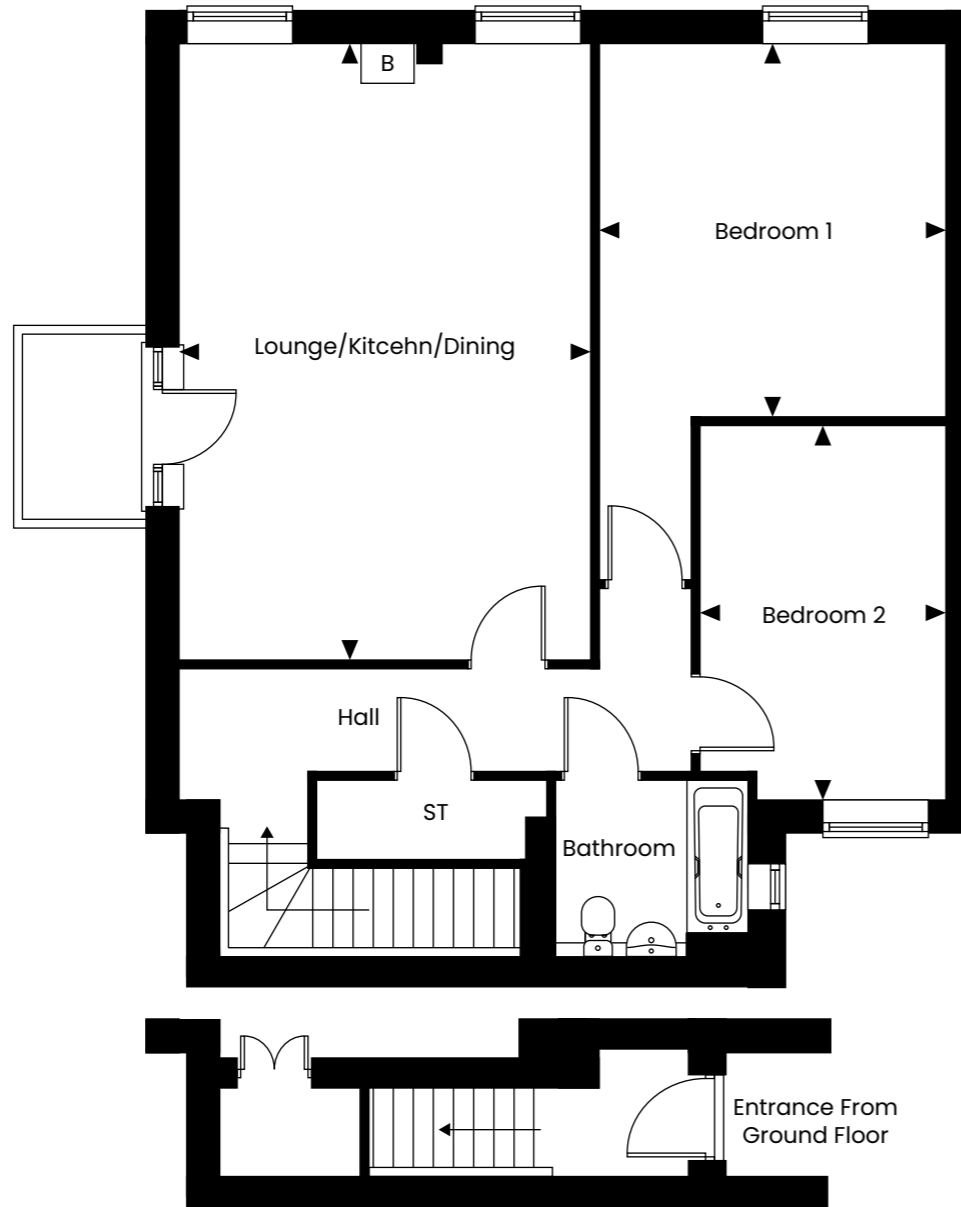 B
Bedroom 1
Lounge/Kitcehn/Dining
Bedroom 2
Hall
ST
Bathroom
Entrance From
Ground Floor